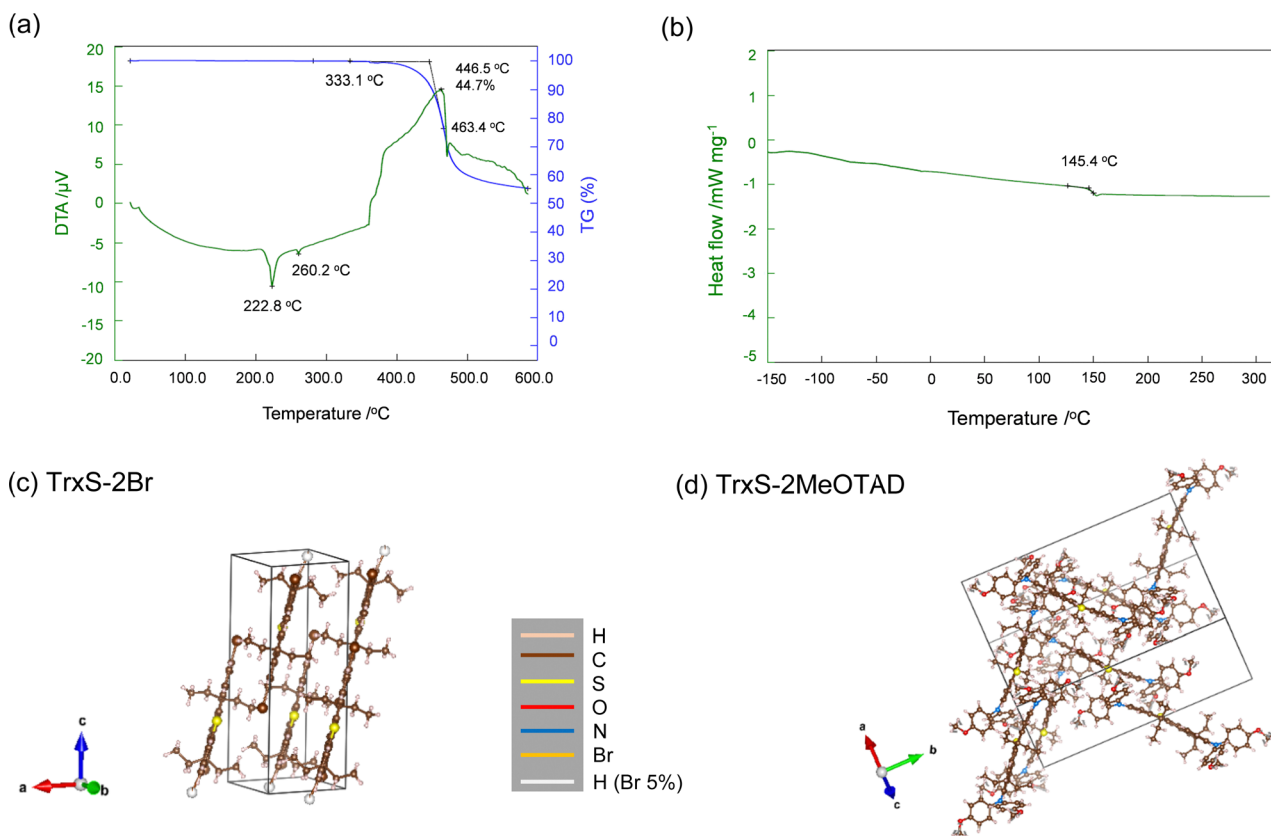 (a)
20
15
10
5
0
-5
-10
-15
-20
DTA /µV
333.1 °C
446.5 °C
44.7%
463.4 °C
260.2 °C
222.8 °C
100
90
80
70
60
50
40
30
20
10
0
TG (%)
0.0 100.0 200.0 300.0 400.0 500.0 600.0
Temperature /°C
(b)
2
1
0
-1
-2
-3
-4
-5
Heat flow /mW mg⁻¹
145.4 °C
-150 -100 -50 0 50 100 150 200 250 300
Temperature /°C
(c) TrxS-2Br
c
a
b
H
C
S
O
N
Br
H (Br 5%)
(d) TrxS-2MeOTAD
a
b
c